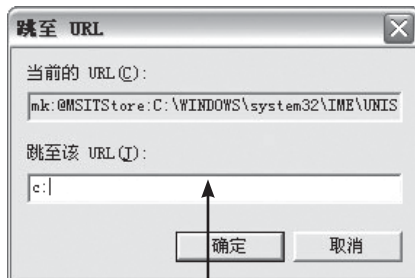 跳至 URL
当前的 URL(C):
mk:@MSITStore:C:\WINDOWS\system32\IME\UNIS
跳至该 URL(J):
c:
确定
取消